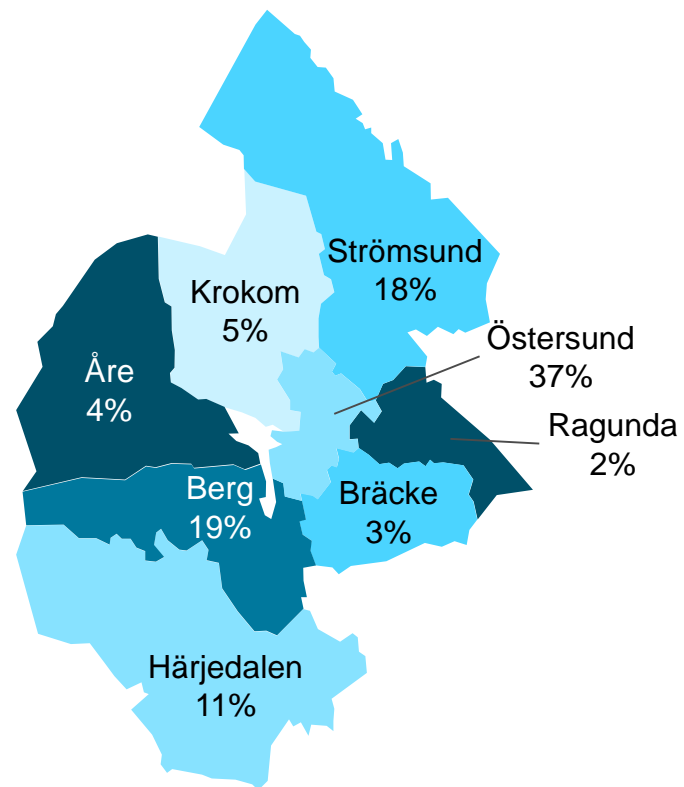 Strömsund
18%
Krokom
5%
Östersund
37%
Åre
4%
Ragunda
2%
Berg
19%
Bräcke
3%
Härjedalen
11%